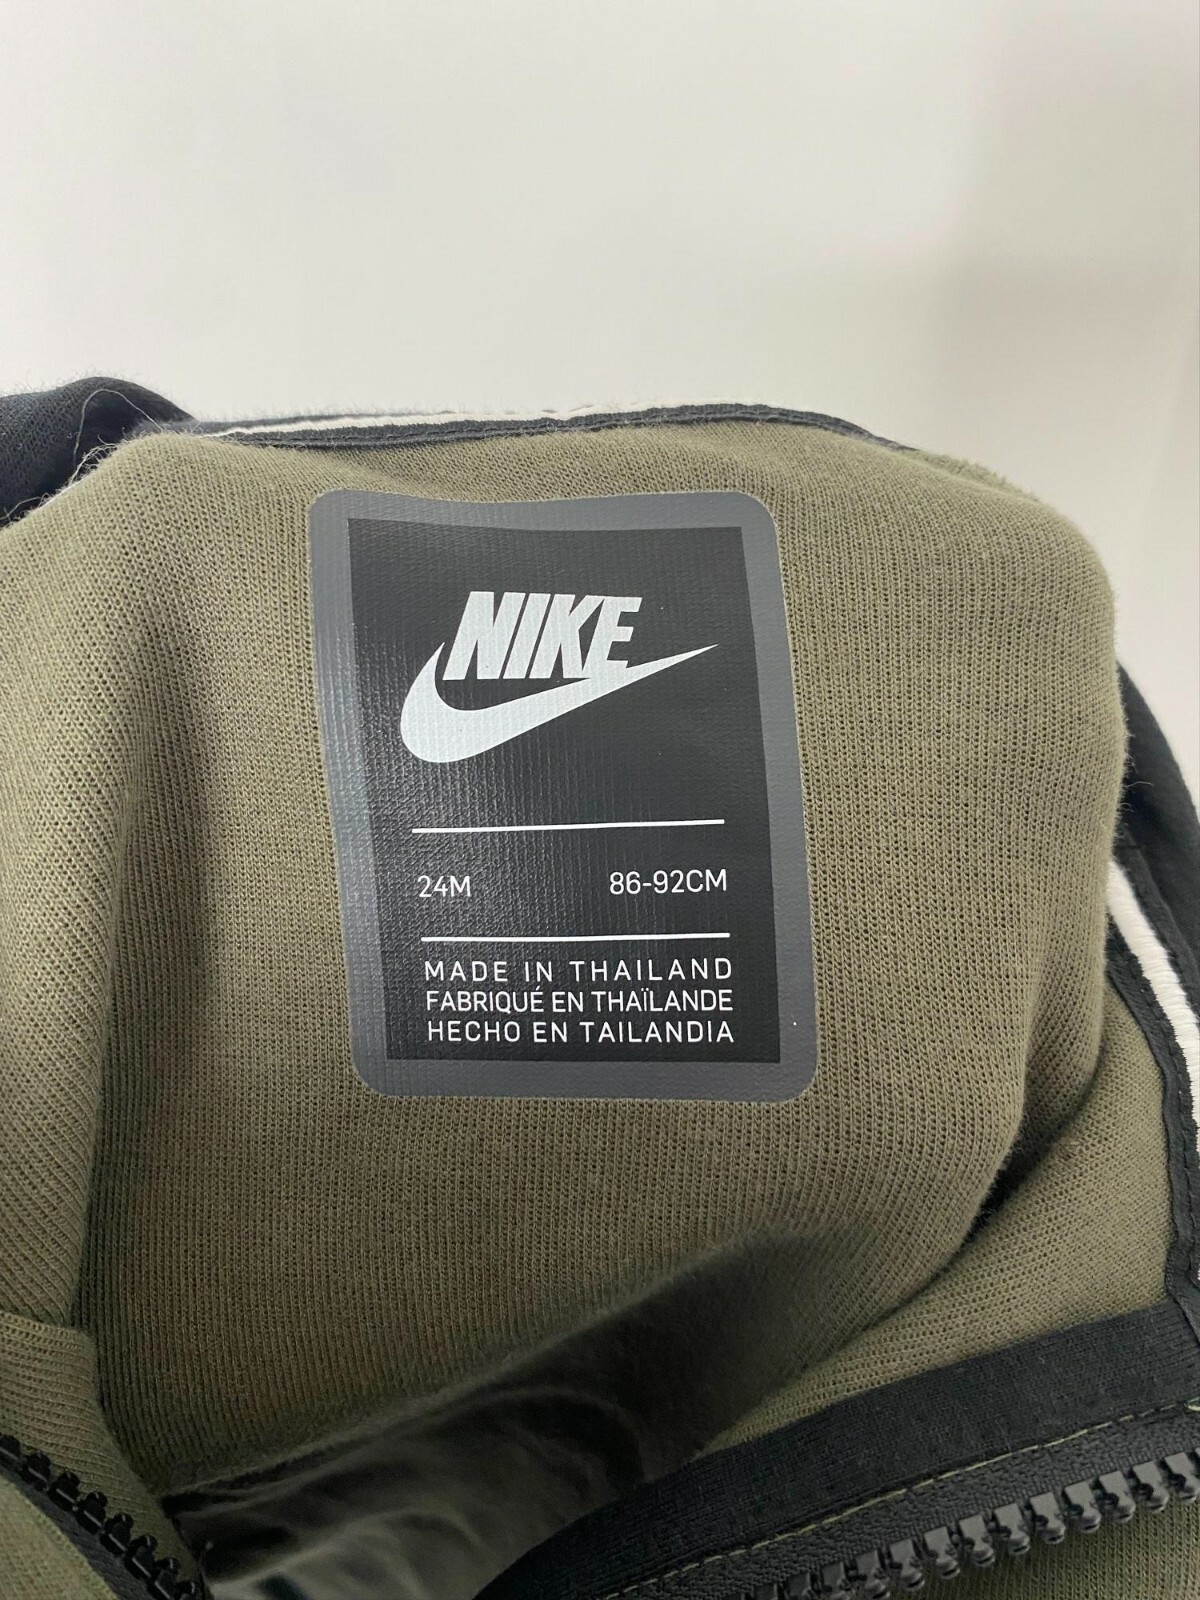 NIKE
24M 86-92CM
MADE IN THAILAND
FABRIQUÉ EN THAÏLANDE
HECHO EN TAILANDIA